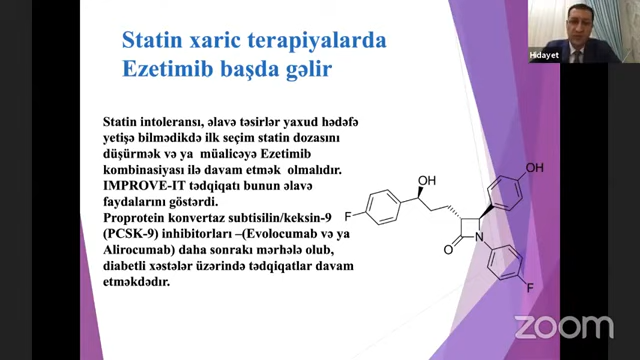 Statin xaric terapiyalarda
Ezetimib başda gəlir
Hidayet
Statin intoleransı, əlavə təsirlər yaxud hədəfə
yetişə bilmədikdə ilk seçim statin dozasını
düşürmək və ya müalicəyə Ezetimib
kombinasiyası ilə davam etmək olmalıdır.
IMPROVE-IT tədqiqatı bunun əlavə
faydalarını göstərdi.
Proprotein konvertaz subtisilin/keksin-9
(PCSK-9) inhibitorları –(Evolocumab və ya
Alirocumab) daha sonrakı mərhələ olub,
diabetli xəstələr üzərində tədqiqatlar davam
etməkdədir.
OH
OH
F
O
N
F
zoom